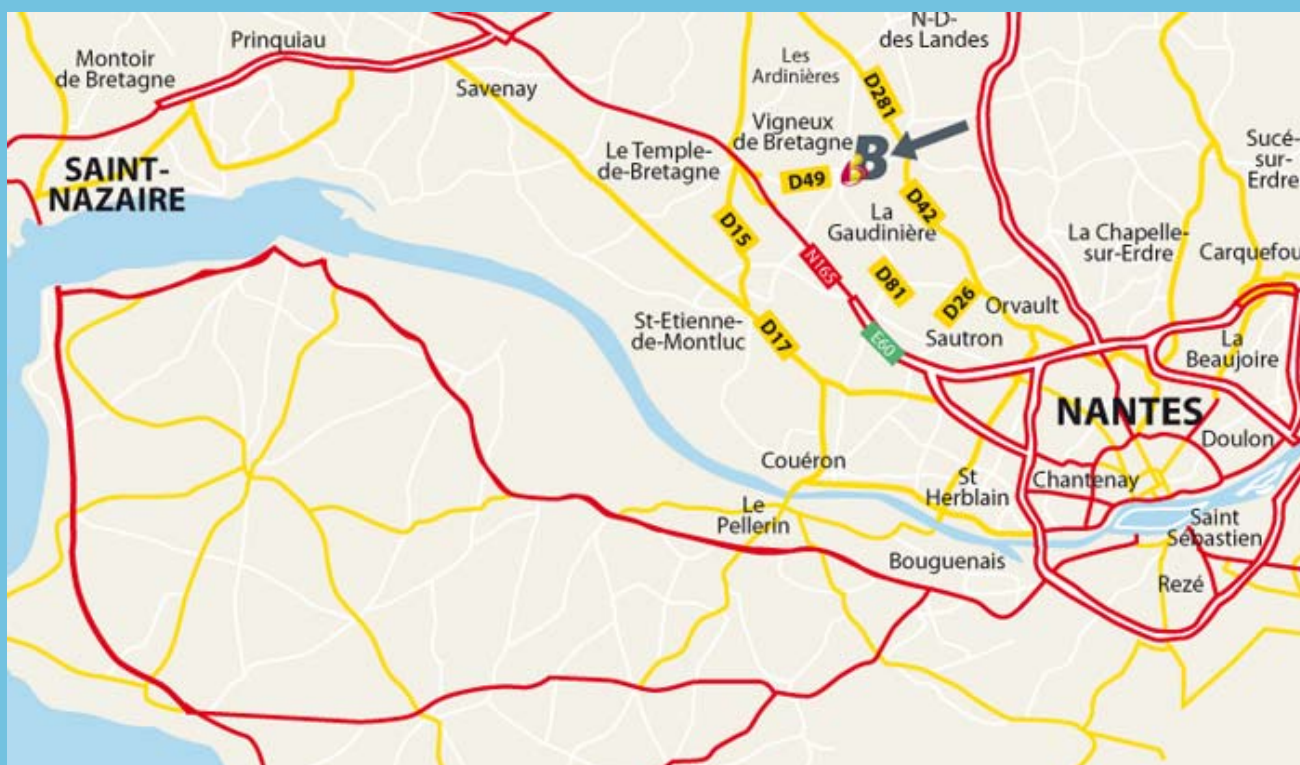 N-D-
des Landes
Prinquiau
Montoir
de Bretagne
Les
Ardinières
Savenay
D281
Vigneux
de Bretagne
B
Le Temple-
de-Bretagne
Sucé-
sur-
Erdre
SAINT-
NAZAIRE
D49
D42
La
Gaudinière
D15
La Chapelle-
sur-Erdre
Carquefou
N165
D81
D26
Orvault
St-Etienne-
de-Montluc
D17
E60
Sautron
La
Beaujoire
NANTES
Doulon
Couéron
St
Herblain
Chantenay
Le
Pellerin
Saint
Sébastien
Bouguenais
Rezé